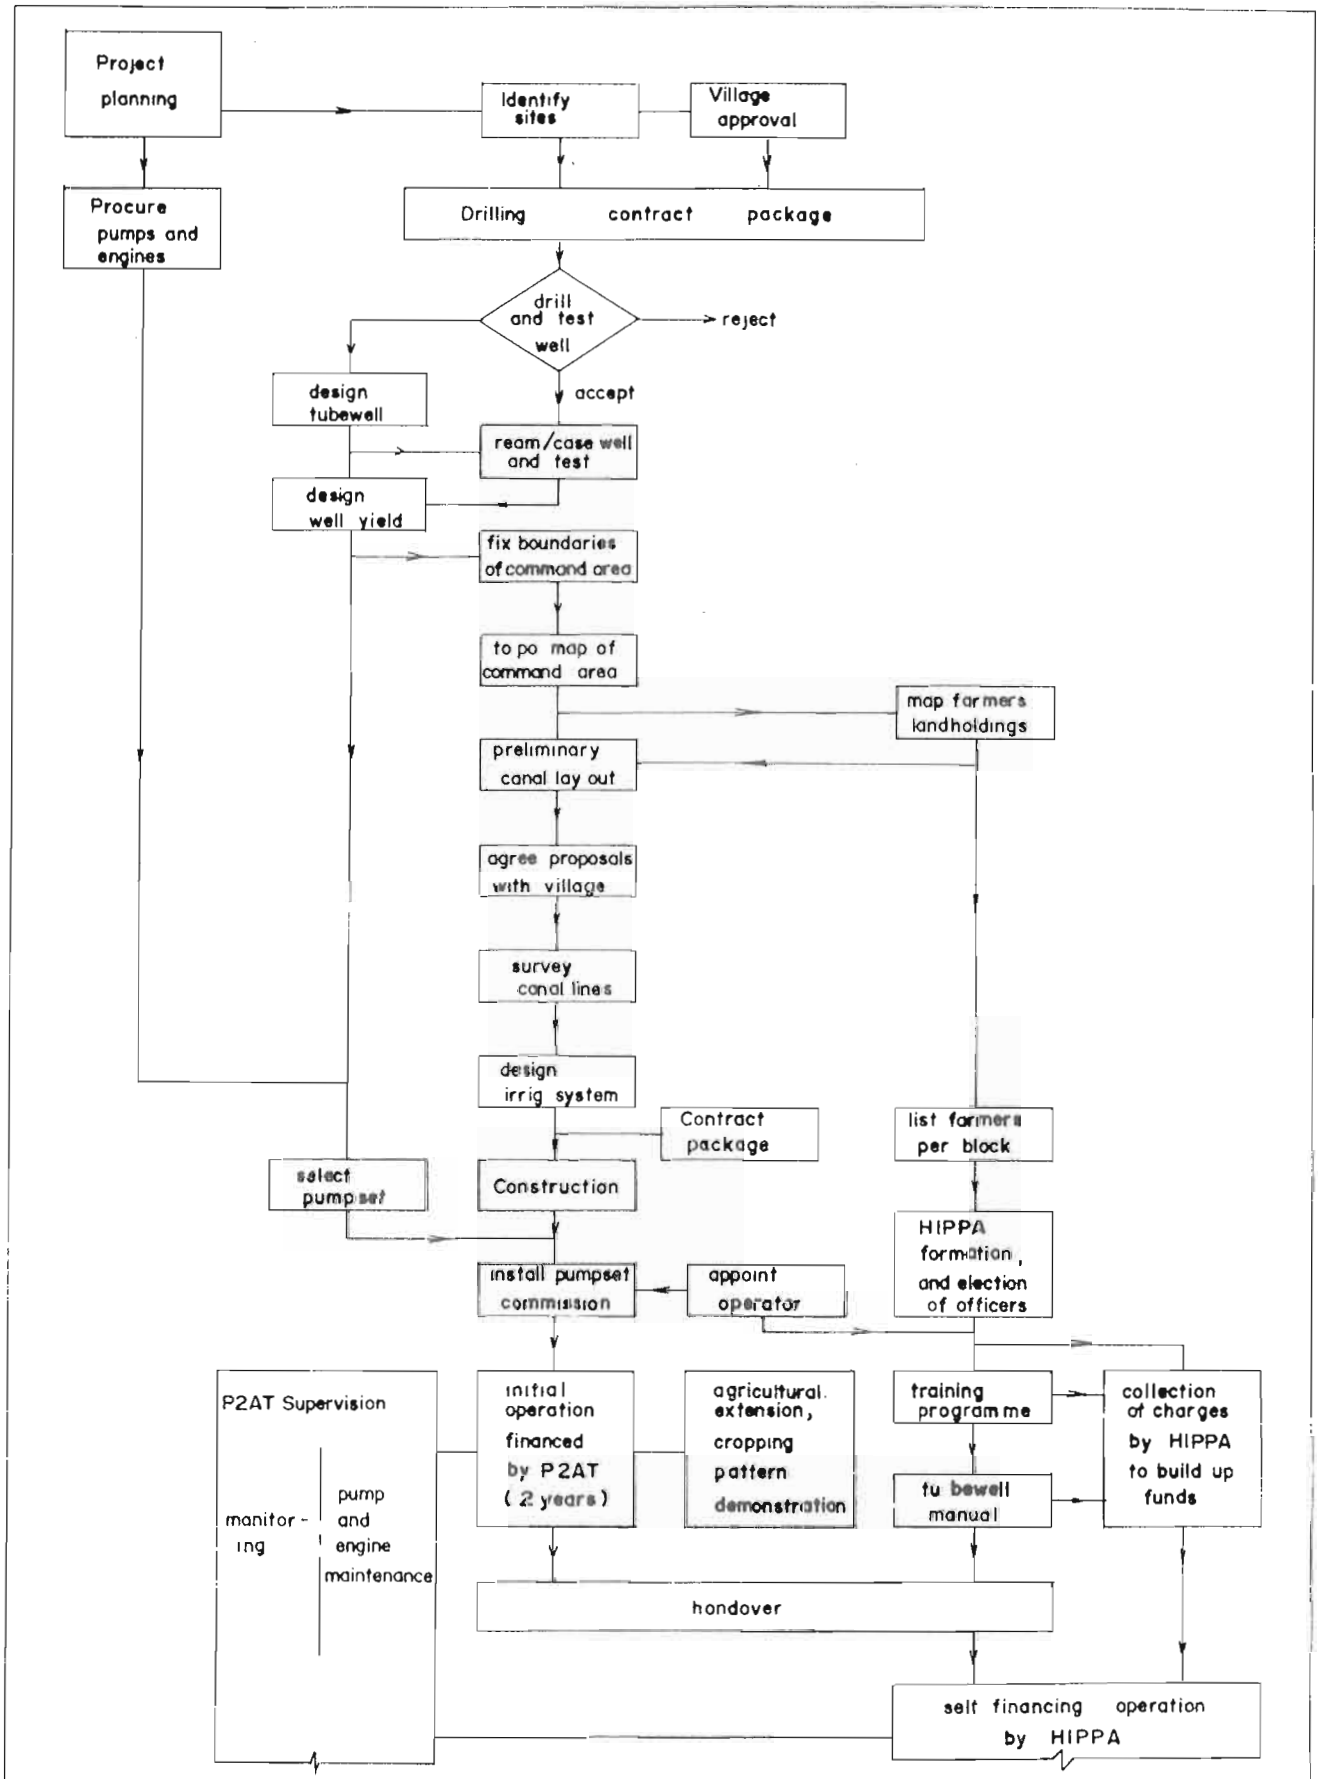 Project
planning
Identify
sites
Village
approval
Procure
pumps and
engines
Drilling contract package
drill
and test
well
reject
accept
design
tubewell
ream/case well
and test
design
well yield
fix boundaries
of command area
to po map of
command area
map farmers
landholdings
preliminary
canal lay out
agree proposals
with village
survey
canal lines
design
irrig system
Contract
package
list farmers
per block
select
pumpset
Construction
HIPPA
formation,
and election
of officers
install pumpset
commission
appoint
operator
P2AT Supervision
monitor-
ing
pump
and
engine
maintenance
initial
operation
financed
by P2AT
(2 years)
agricultural
extension,
cropping
pattern
demonstration
training
programme
tu bewell
manual
collection
of charges
by HIPPA
to build up
funds
handover
self financing operation
by HIPPA